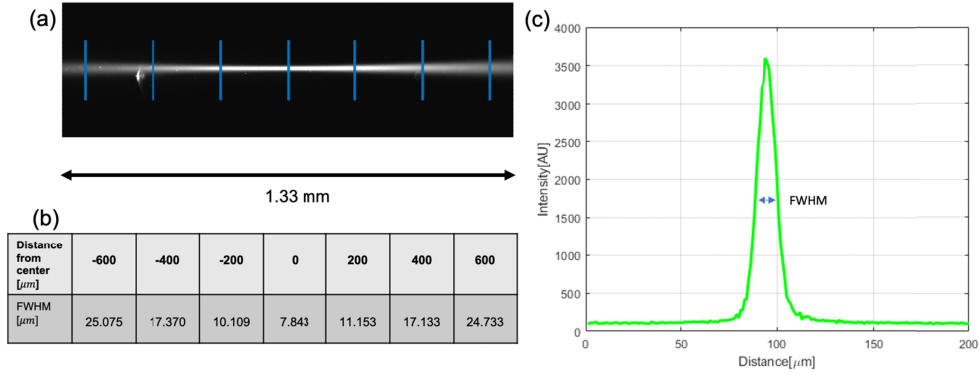 (a)
1.33 mm
(b)
Distance from center [μm] -600 -400 -200 0 200 400 600
FWHM [μm] 25.075 17.370 10.109 7.843 11.153 17.133 24.733
(c)
4000
3500
3000
2500
2000
1500
1000
500
0
Intensity[AU]
FWHM
0 50 100 150 200
Distance[μm]